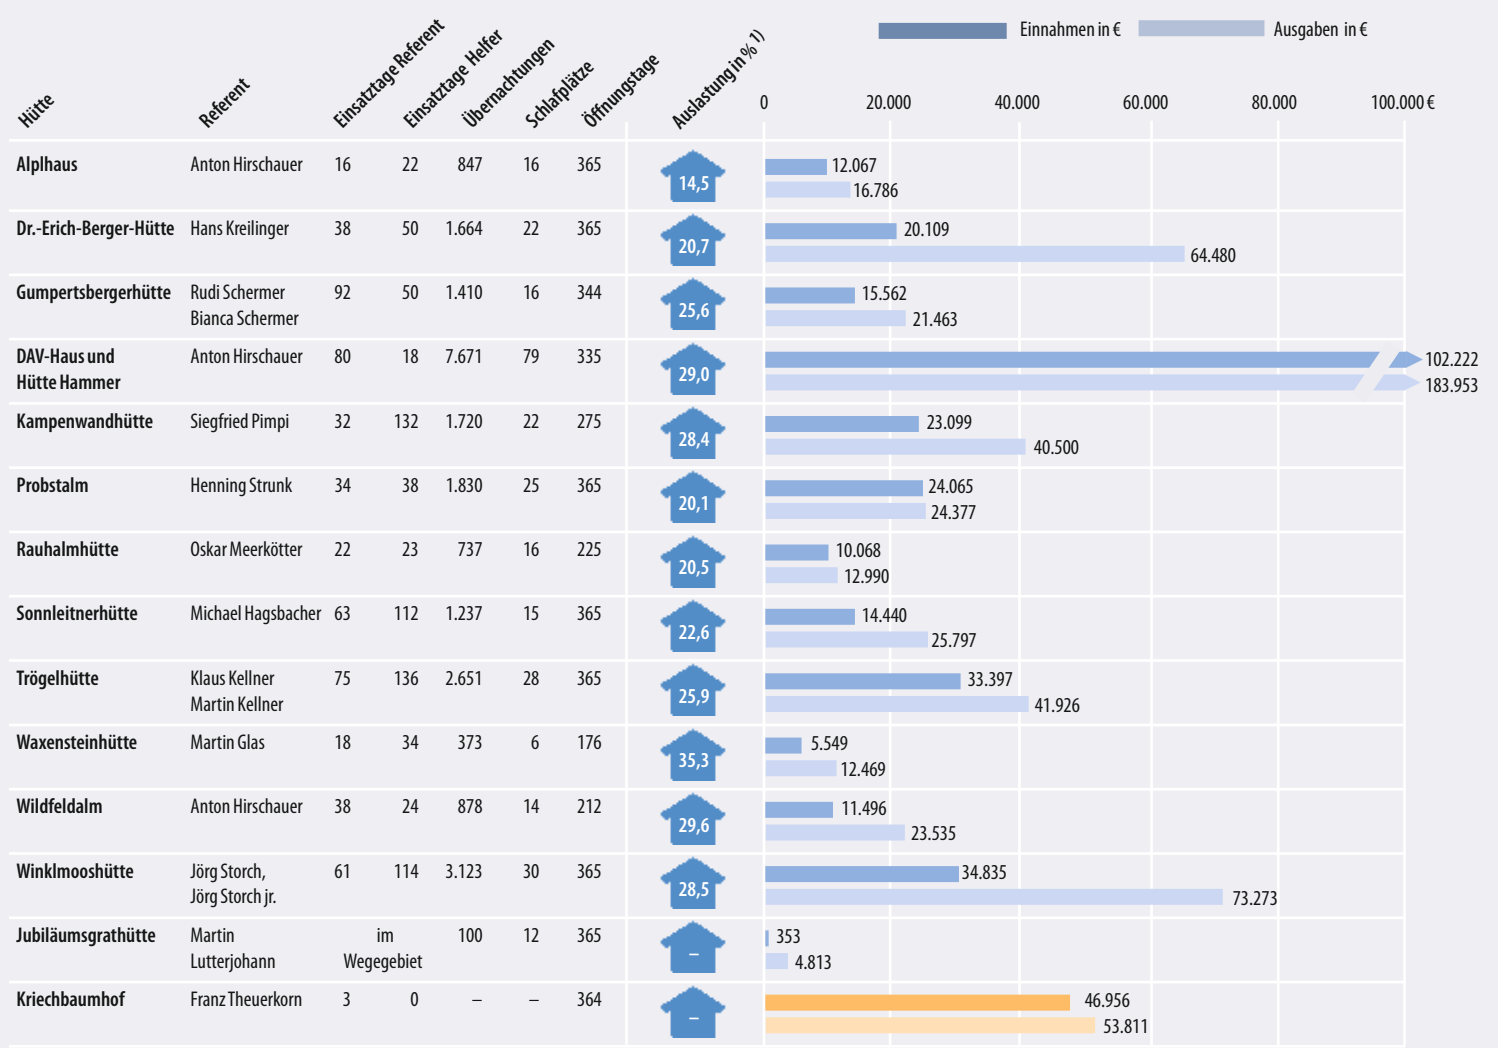 Einnahmen in € Ausgaben in €
Hütte Referent Einsatztage Referent Einsatztage Helfer Übernachtungen Schlafplätze Öffnungstage Auslastung in % 1) 0 20.000 40.000 60.000 80.000 100.000 €
Alplhaus Anton Hirschauer 16 22 847 16 365 14,5 12.067
16.786
Dr.-Erich-Berger-Hütte Hans Kreilinger 38 50 1.664 22 365 20,7 20.109
64.480
Gumpertsbergerhütte Rudi Schermer 92 50 1.410 16 344 25,6 15.562
Bianca Schermer 21.463
DAV-Haus und Anton Hirschauer 80 18 7.671 79 335 29,0 102.222
Hütte Hammer 183.953
Kampenwandhütte Siegfried Pimpi 32 132 1.720 22 275 28,4 23.099
40.500
Probstalm Henning Strunk 34 38 1.830 25 365 20,1 24.065
24.377
Rauhalmhütte Oskar Meerkötter 22 23 737 16 225 20,5 10.068
12.990
Sonnleitnerhütte Michael Hagsbacher 63 112 1.237 15 365 22,6 14.440
25.797
Trögelhütte Klaus Kellner 75 136 2.651 28 365 25,9 33.397
Martin Kellner 41.926
Waxensteinhütte Martin Glas 18 34 373 6 176 35,3 5.549
12.469
Wildfeldalm Anton Hirschauer 38 24 878 14 212 29,6 11.496
23.535
Winklmooshütte Jörg Storch, 61 114 3.123 30 365 28,5 34.835
Jörg Storch jr. 73.273
Jubiläumsgrathütte Martin im 100 12 365 – 353
Lutterjohann Wegegebiet 4.813
Kriechbaumhof Franz Theuerkorn 3 0 – – 364 – 46.956
53.811